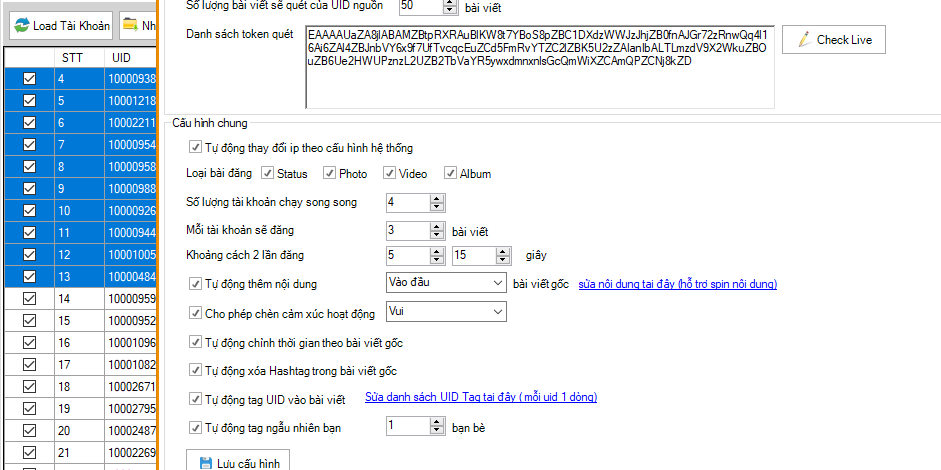 Load Tài Khoản
STT
UID
4
10000938
5
10001218
6
10002211
7
10000954
8
10000958
9
10000988
10
10000926
11
10000944
12
10001005
13
10000484
14
10000959
15
10000952
16
10001096
17
10001082
18
10002671
19
10002795
20
10002487
21
10002269
Số lượng bài viết sẽ quét của UID nguồn
50
bài viết
Danh sách token quét
Check Live
Cấu hình chung
Tự động thay đổi ip theo cấu hình hệ thống
Loại bài đăng
Status
Photo
Video
Album
Số lượng tài khoản chạy song song
4
Mỗi tài khoản sẽ đăng
3
bài viết
Khoảng cách 2 lần đăng
5
15
giây
Tự động thêm nội dung
Vào đầu
bài viết gốc
sửa nội dung tại đây (hỗ trợ spin nội dung)
Cho phép chèn cảm xúc hoạt động
Vui
Tự động chỉnh thời gian theo bài viết gốc
Tự động xóa Hashtag trong bài viết gốc
Tự động tag UID vào bài viết
Sửa danh sách UID Tag tại đây ( mỗi uid 1 dòng)
Tự động tag ngẫu nhiên bạn
1
bạn bè
Lưu cấu hình